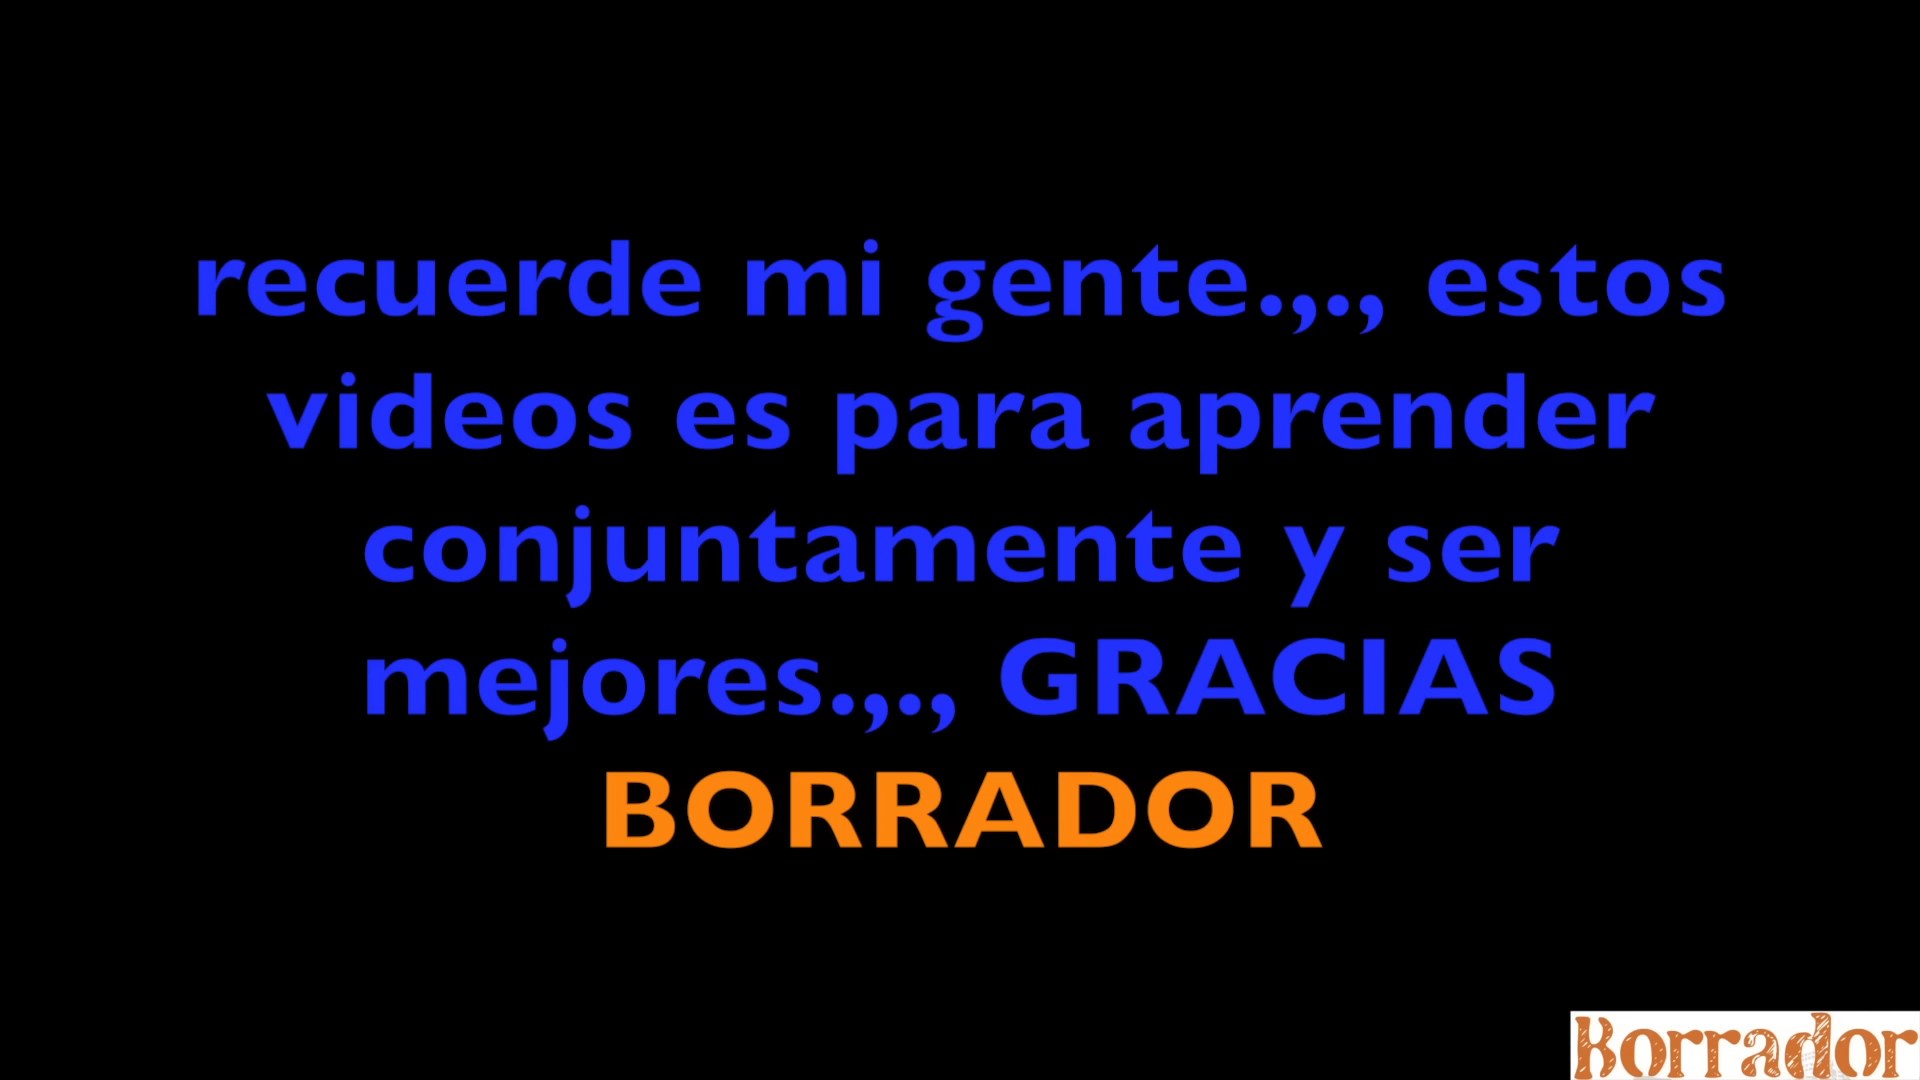 recuerde mi gente.,., estos
videos es para aprender
conjuntamente y ser
mejores.,., GRACIAS
BORRADOR
Borrador